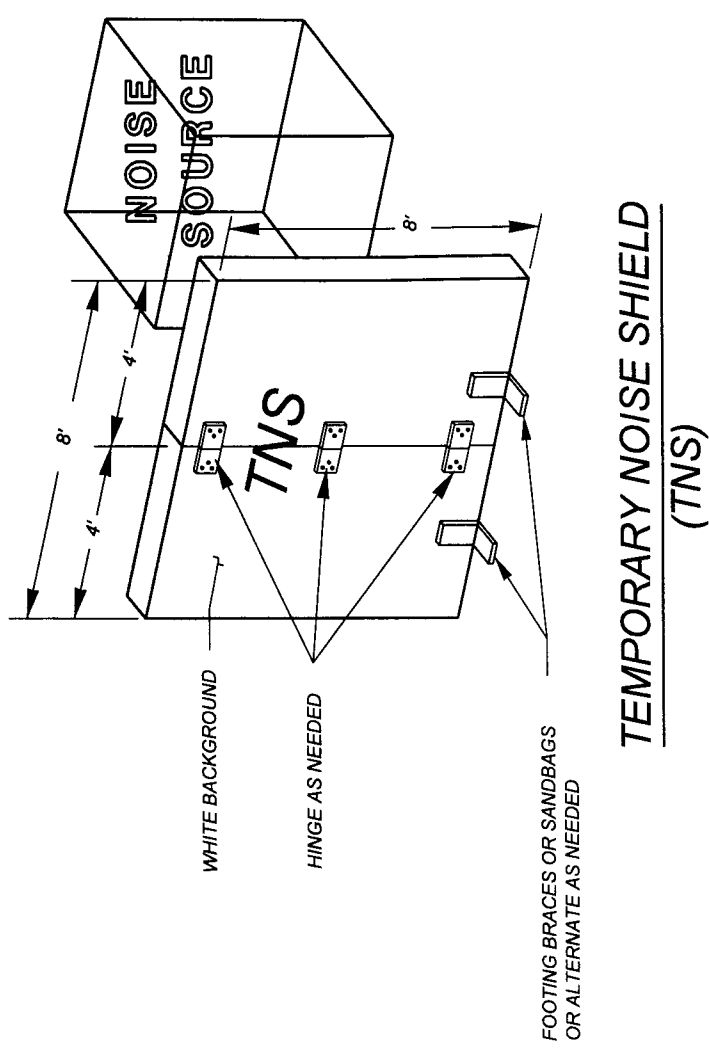 NOISE
SOURCE
8'
4'
4'
8'
TNS
WHITE BACKGROUND
HINGE AS NEEDED
FOOTING BRACES OR SANDBAGS
OR ALTERNATE AS NEEDED
TEMPORARY NOISE SHIELD
(TNS)